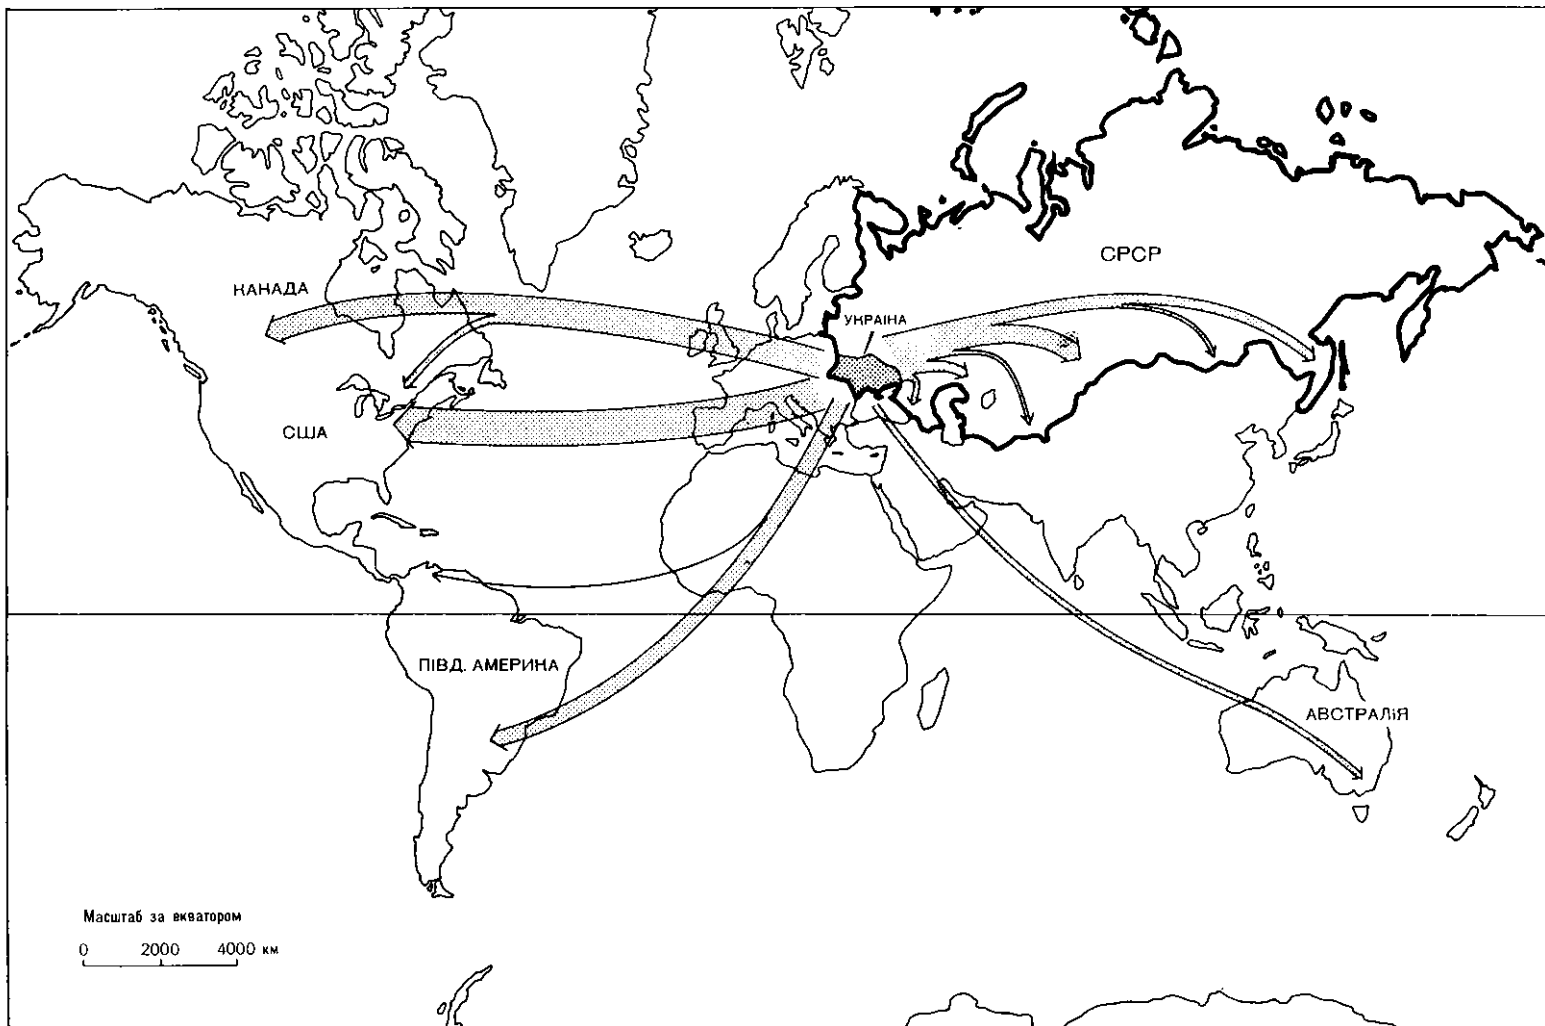 СРСР
КАНАДА
УКРАЇНА
США
ПІВД. АМЕРИКА
АВСТРАЛІЯ
Масштаб за екватором
0 2000 4000 км